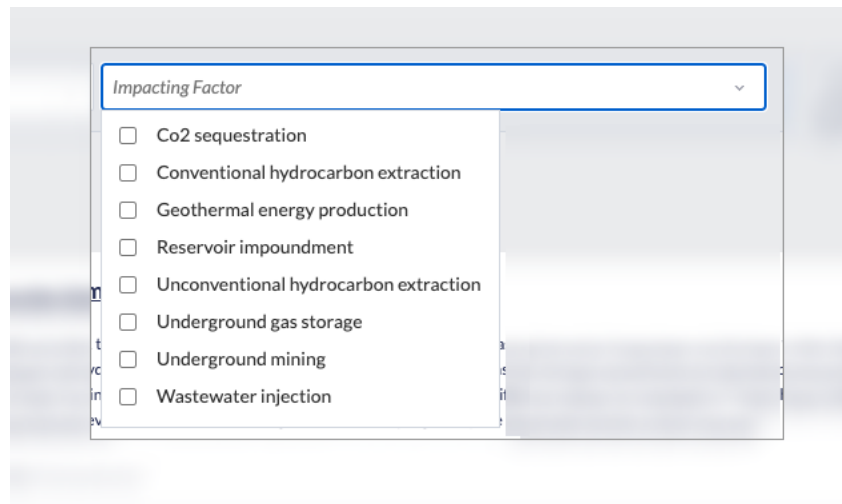 Impacting Factor
Co2 sequestration
Conventional hydrocarbon extraction
Geothermal energy production
Reservoir impoundment
Unconventional hydrocarbon extraction
Underground gas storage
Underground mining
Wastewater injection